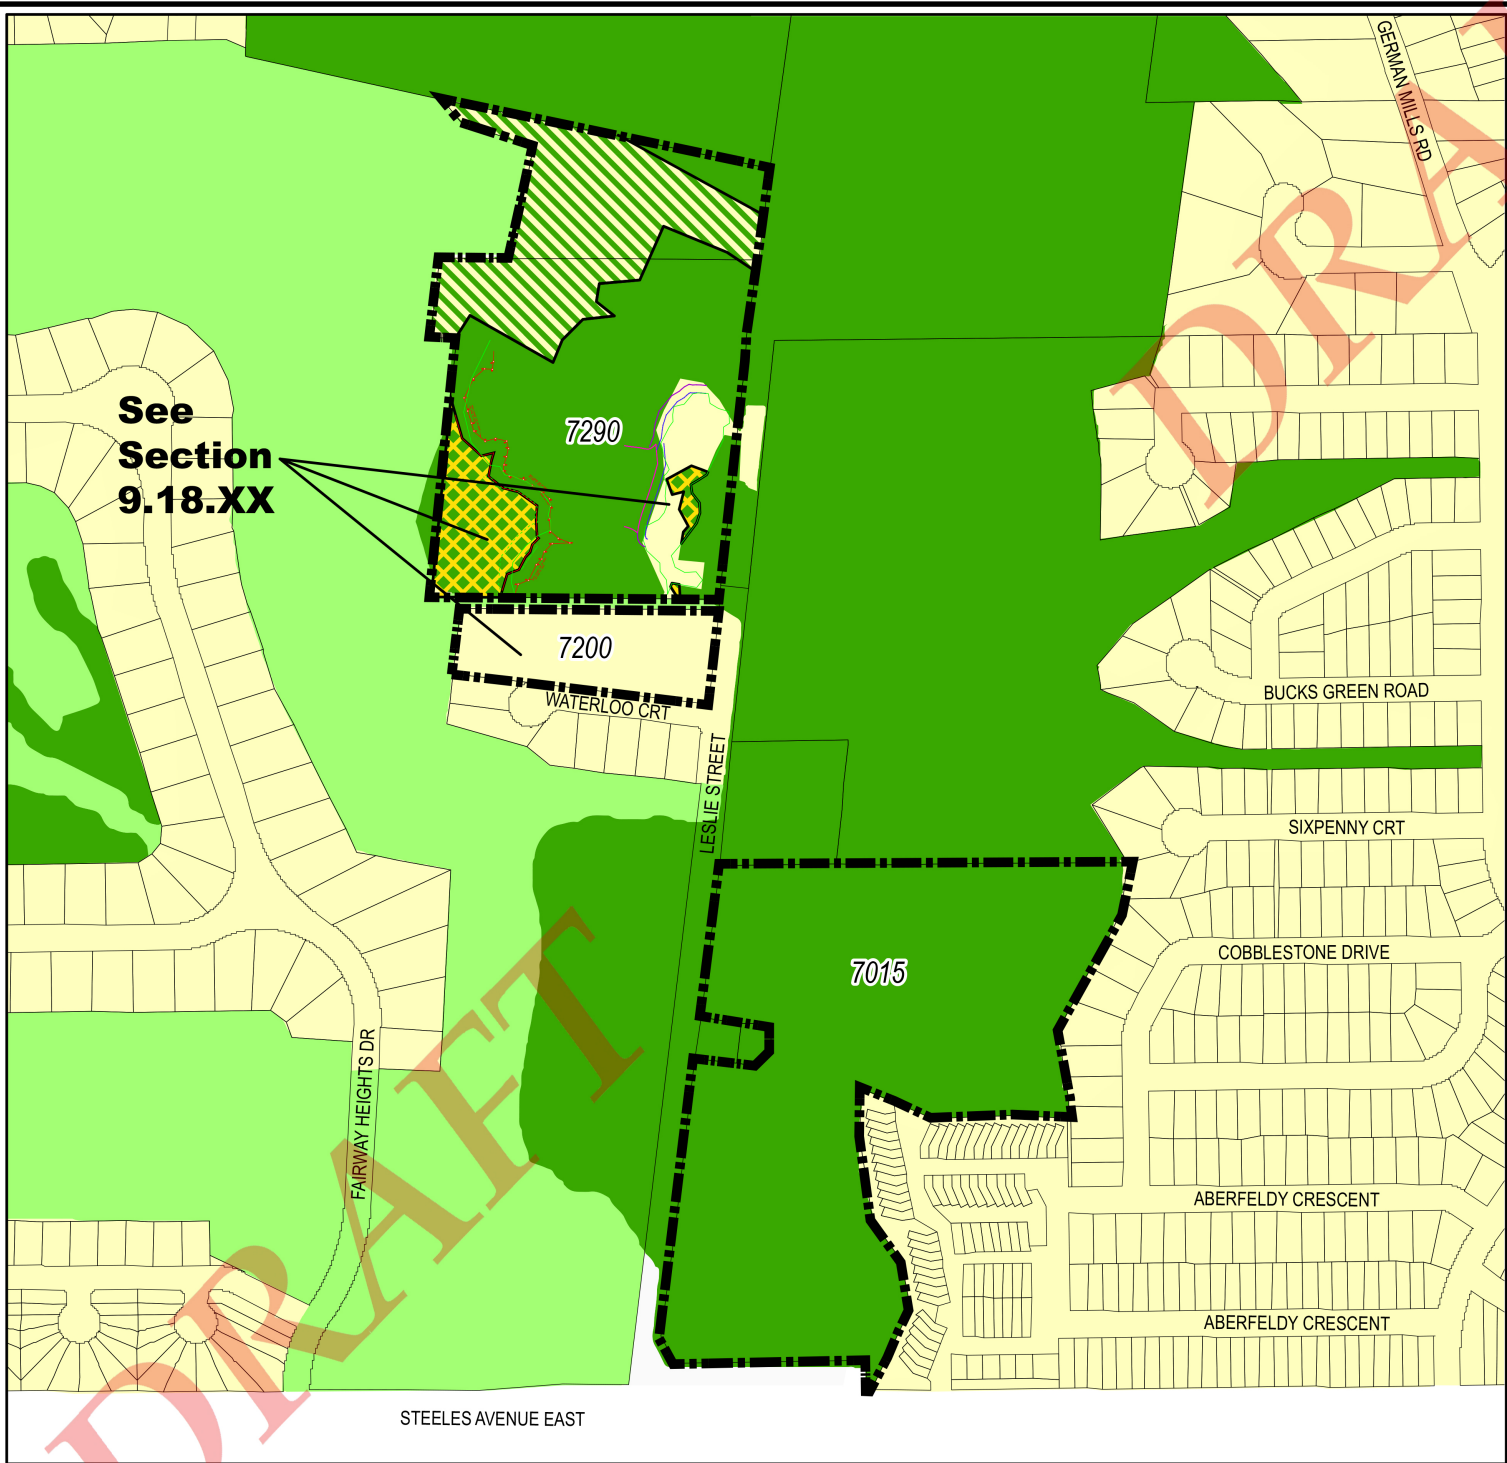 GERMAN MILLS RD
DRAFT
See
Section
9.18.XX
7290
7200
WATERLOO CRT
LESLIE STREET
BUCKS GREEN ROAD
SIXPENNY CRT
COBBLESTONE DRIVE
7015
FAIRWAY HEIGHTS DR
DRAFT
ABERFELDY CRESCENT
ABERFELDY CRESCENT
STEELES AVENUE EAST